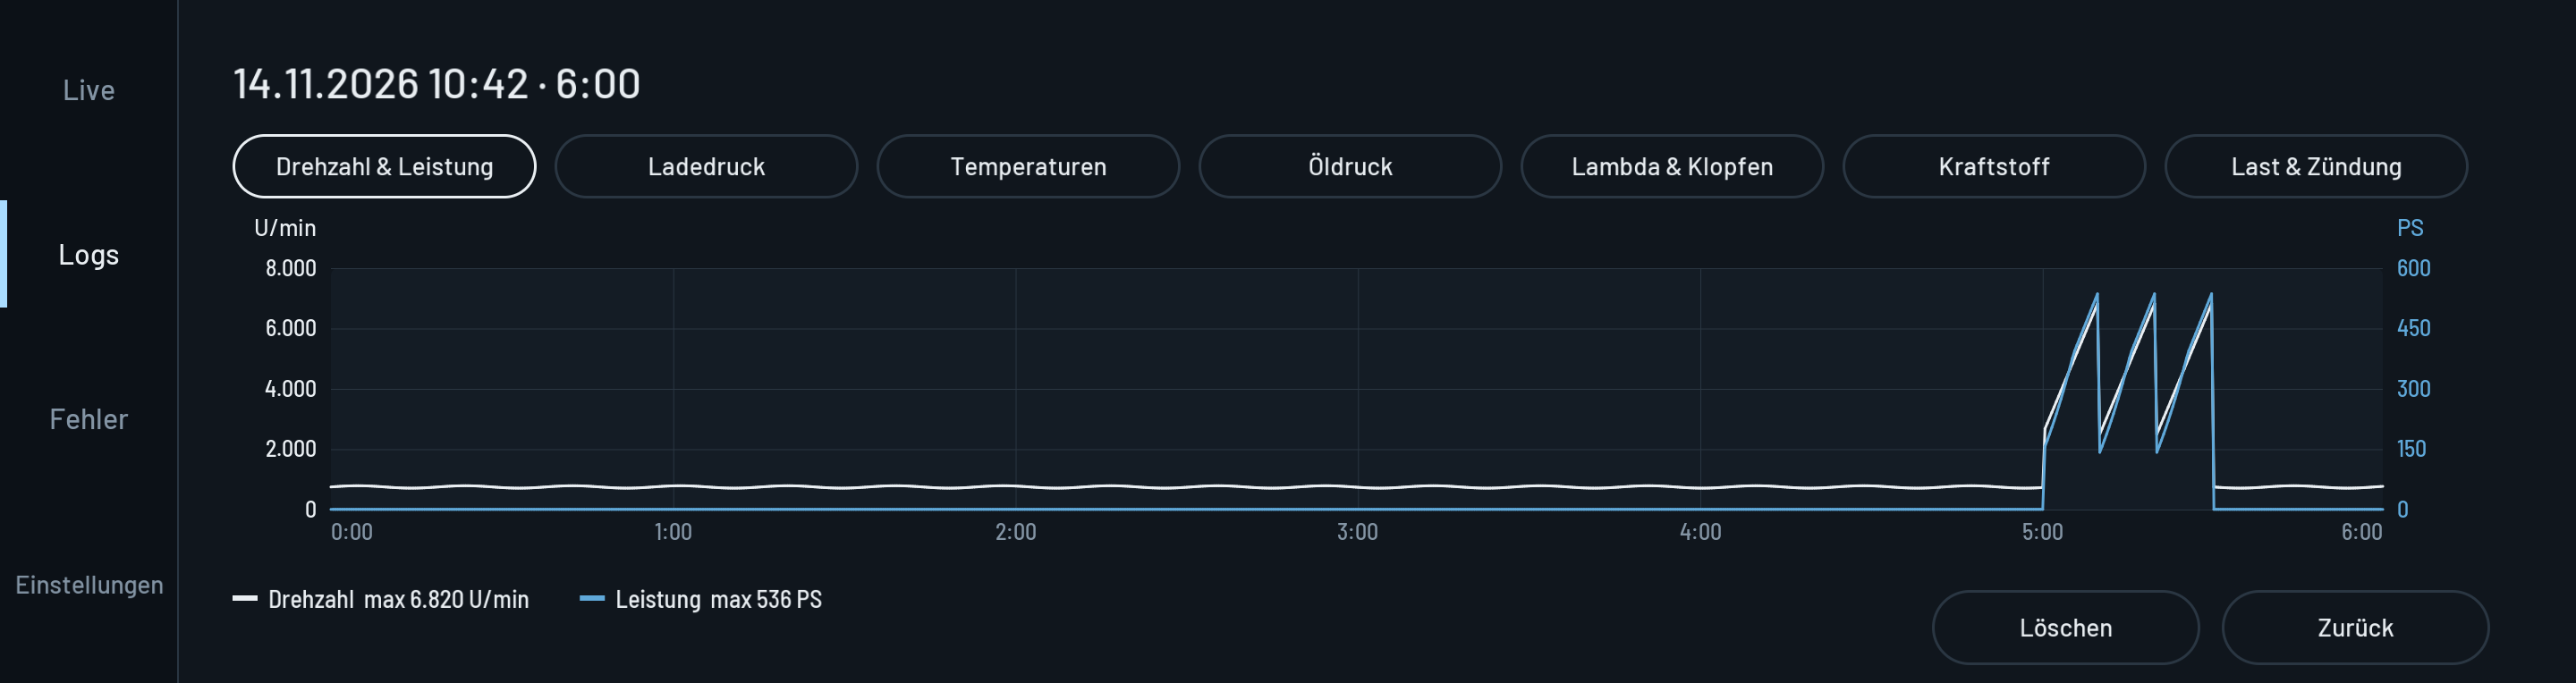 Live
Logs
Fehler
Einstellungen
14.11.2026 10:42 · 6:00
Drehzahl & Leistung
Ladedruck
Temperaturen
Öldruck
Lambda & Klopfen
Kraftstoff
Last & Zündung
U/min
PS
8.000
600
6.000
450
4.000
300
2.000
150
0
0
0:00
1:00
2:00
3:00
4:00
5:00
6:00
Drehzahl max 6.820 U/min
Leistung max 536 PS
Löschen
Zurück